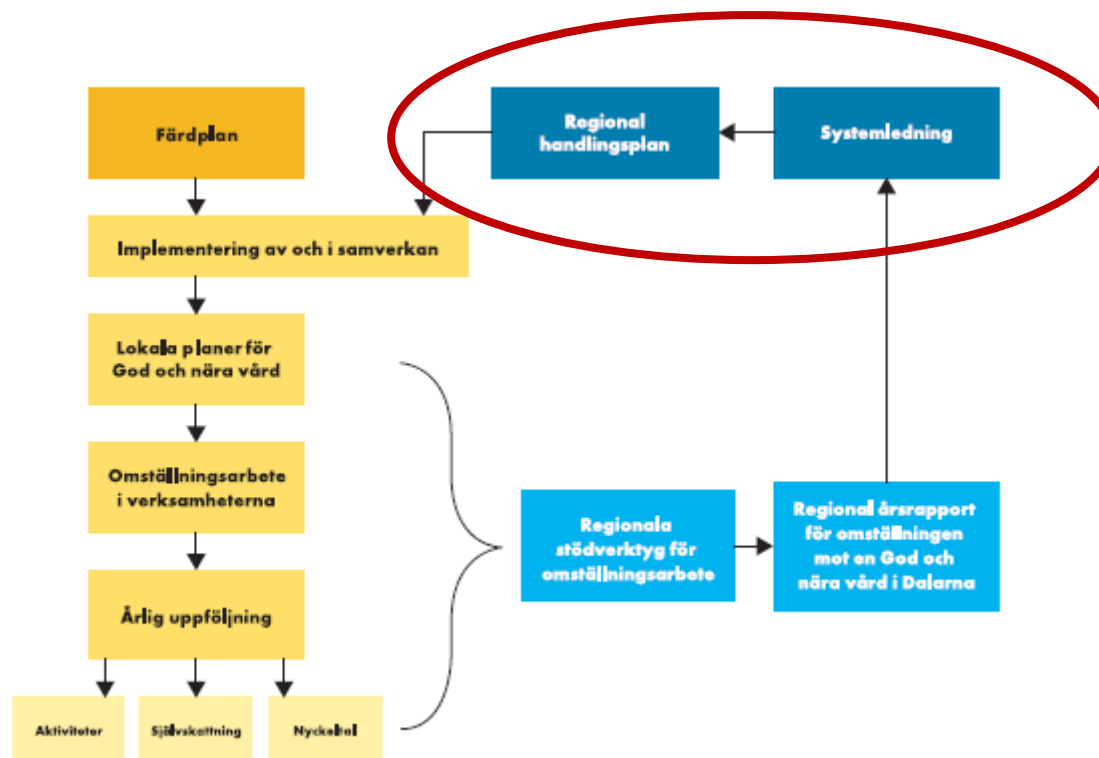 Färdplan
Regional
handlingsplan
Systemledning
Implementering av och i samverkan
Lokala planer för
God och nära vård
Omställningsarbete
i verksamheterna
Regionala
stödverktyg för
omställningsarbete
Regional årsrapport
för omställningen
mot en God och
nära vård i Dalarna
Årlig uppföljning
Aktiviteter
Självskattning
Nyckeltal